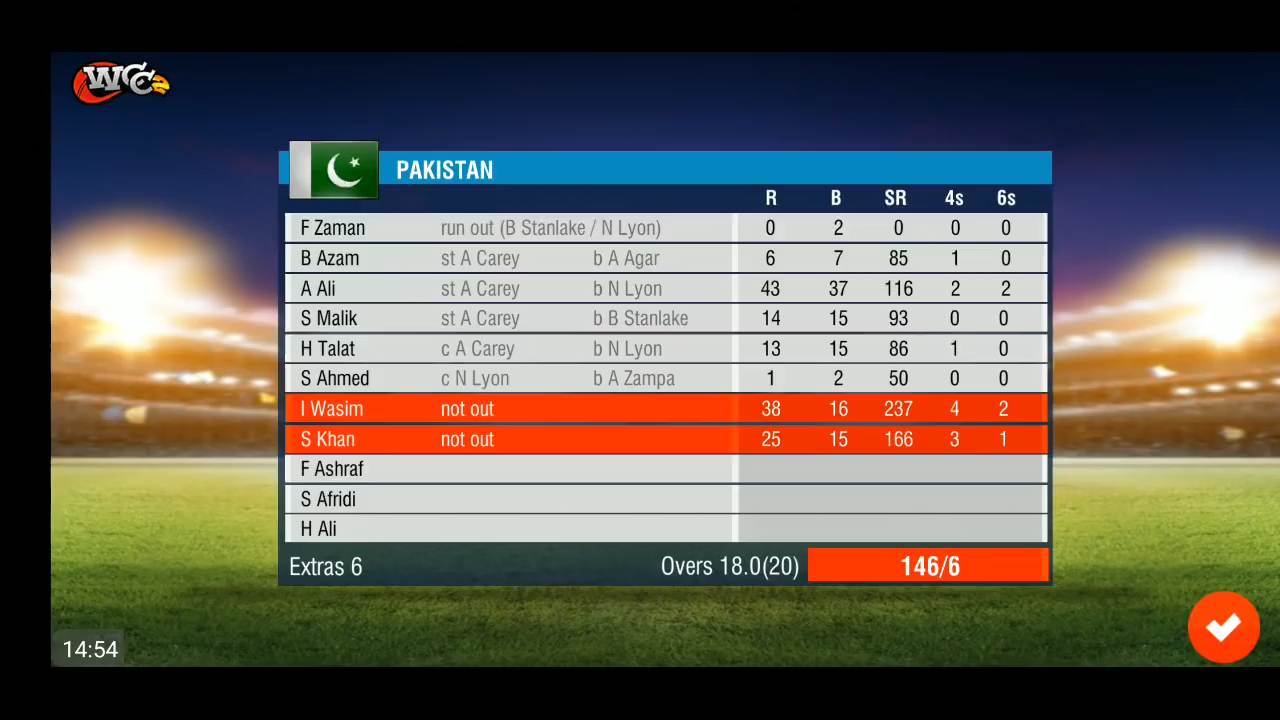 WCC
PAKISTAN
R B SR 4s 6s
F Zaman run out (B Stanlake / N Lyon) 0 2 0 0 0
B Azam st A Carey b A Agar 6 7 85 1 0
A Ali st A Carey b N Lyon 43 37 116 2 2
S Malik st A Carey b B Stanlake 14 15 93 0 0
H Talat c A Carey b N Lyon 13 15 86 1 0
S Ahmed c N Lyon b A Zampa 1 2 50 0 0
I Wasim not out 38 16 237 4 2
S Khan not out 25 15 166 3 1
F Ashraf
S Afridi
H Ali
Extras 6 Overs 18.0(20) 146/6
14:54